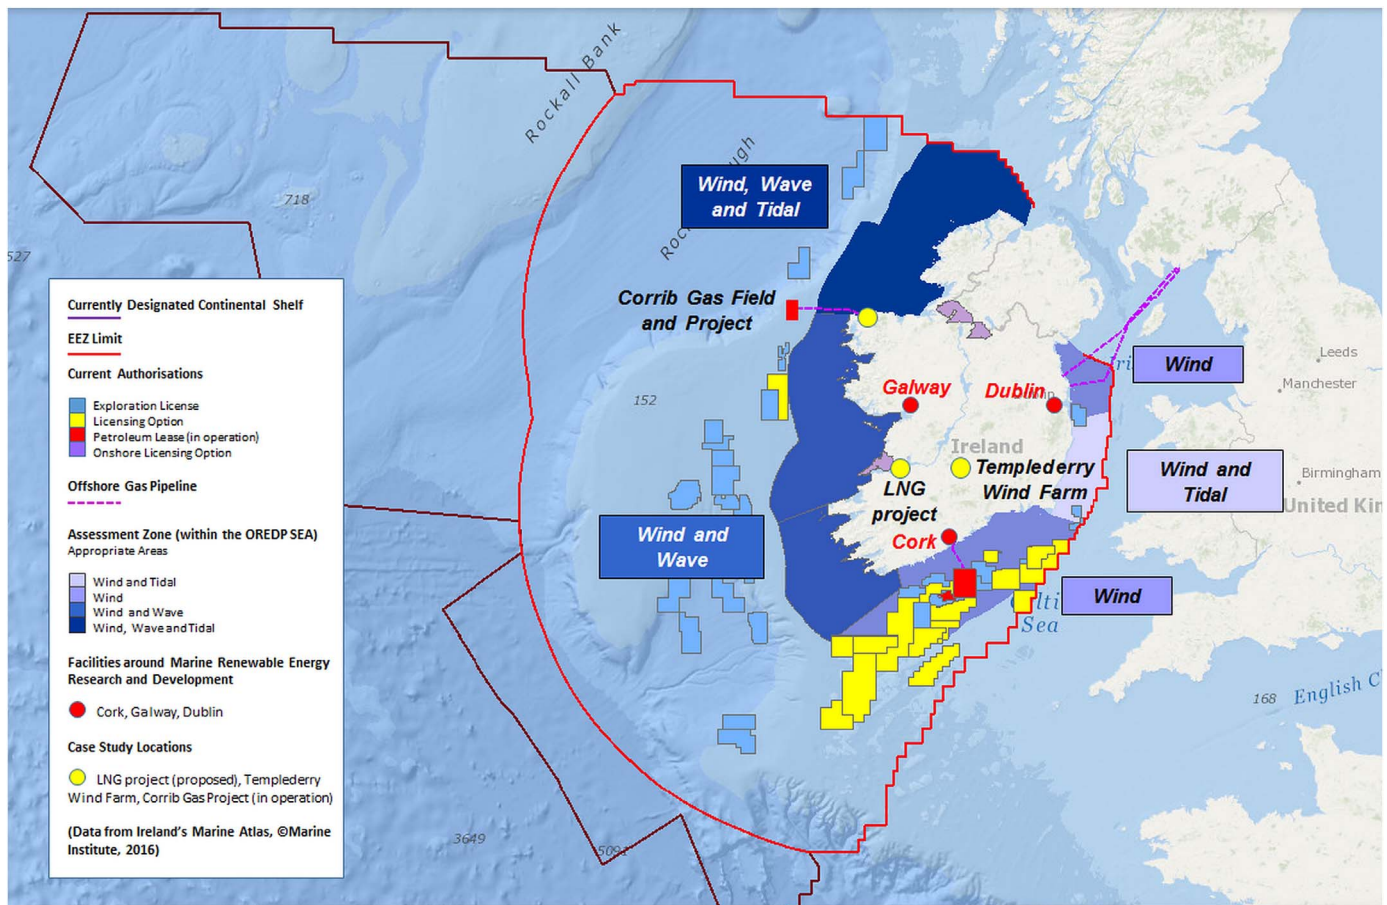 Rockall Bank
718
527
Wind, Wave
and Tidal
Currently Designated Continental Shelf
EEZ Limit
Current Authorisations
Exploration License
Licensing Option
Petroleum Lease (in operation)
Onshore Licensing Option
Offshore Gas Pipeline
Assessment Zone (within the OREDP SEA)
Appropriate Areas
Wind and Tidal
Wind
Wind and Wave
Wind, Wave and Tidal
Facilities around Marine Renewable Energy
Research and Development
Cork, Galway, Dublin
Case Study Locations
LNG project (proposed), Templederry
Wind Farm, Corrib Gas Project (in operation)
(Data from Ireland's Marine Atlas, ©Marine
Institute, 2016)
Corrib Gas Field
and Project
152
Galway
Dublin
Ireland
Templederry
Wind Farm
LNG
project
Cork
Wind and
Wave
Wind
Leeds
Manchester
Birmingham
United Kin
Wind and
Tidal
Wind
Sea
168
English C
3649
5091